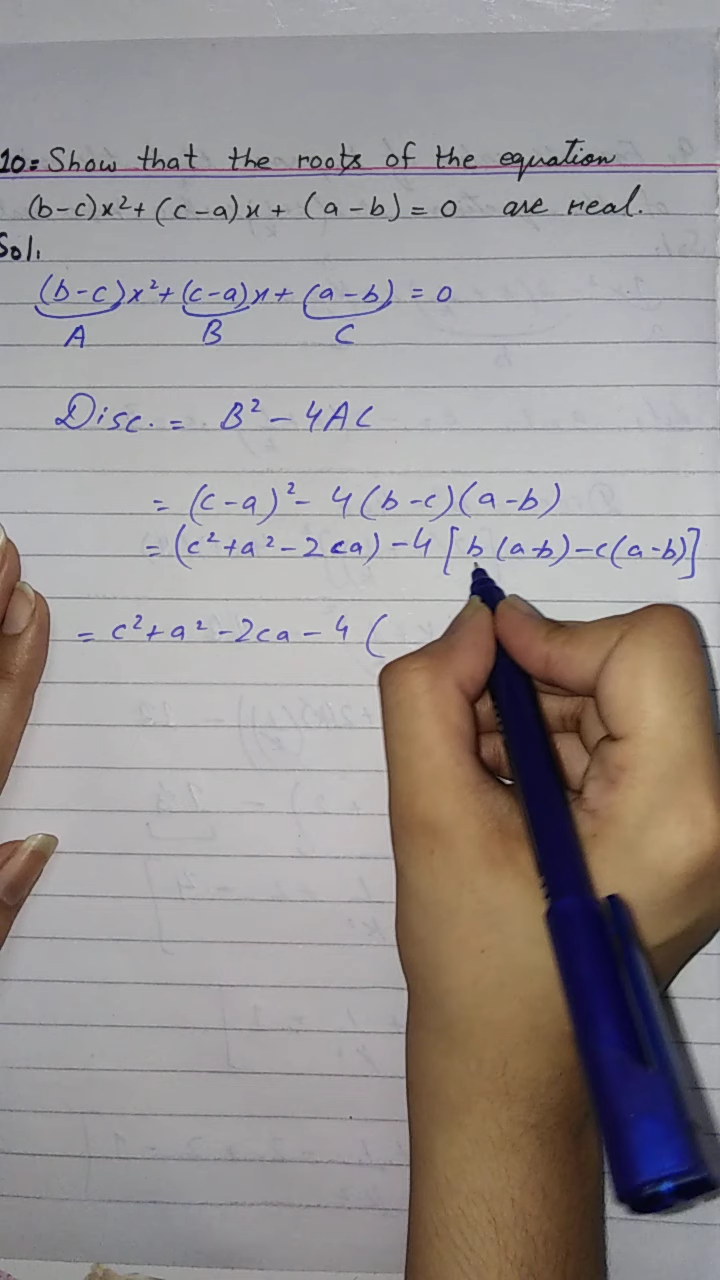 10= Show that the roots of the equation
(b-c)x²+(c-a)x+(a-b)=0 are real.
Sol.
(b-c)x²+(c-a)x+(a-b)=0
A B C
Disc. = B²-4AC
= (c-a)²-4(b-c)(a-b)
= (c²+a²-2ca)-4[b(a-b)-c(a-b)]
= c²+a²-2ca-4(